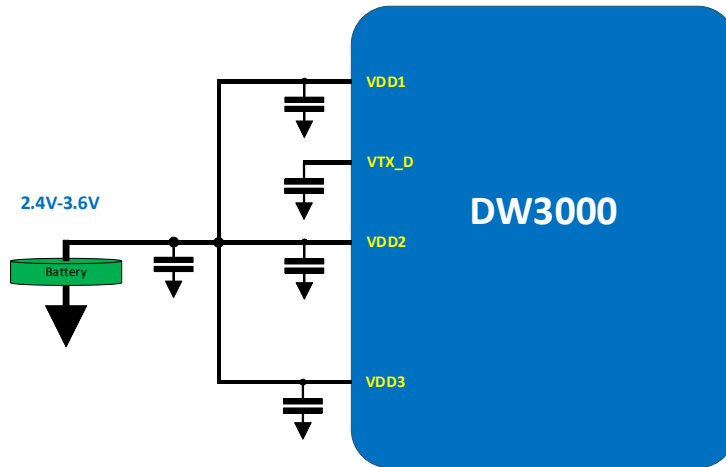 VDD1
VTX_D
2.4V-3.6V
DW3000
VDD2
Battery
VDD3